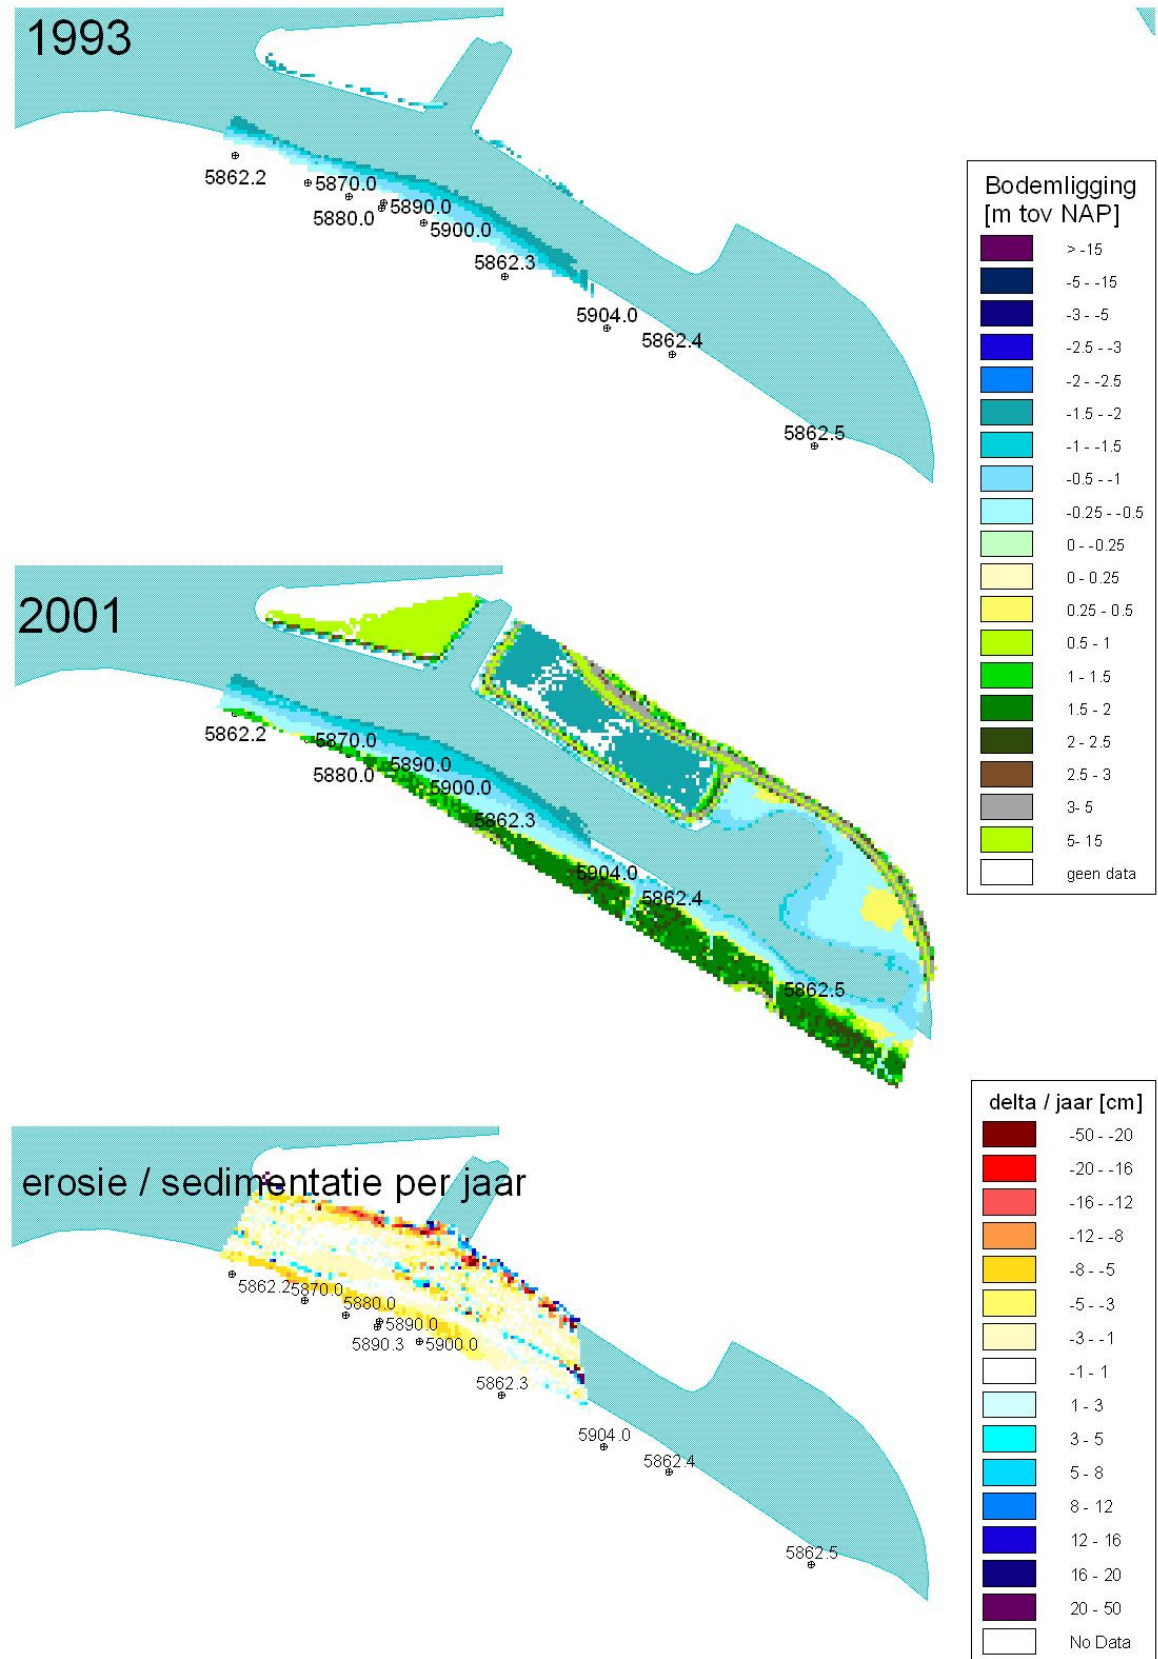 1993
5862.2
5870.0
5880.0
5890.0
5900.0
5862.3
5904.0
5862.4
5862.5
Bodemligging
[m tov NAP]
> -15
-5 - -15
-3 - -5
-2.5 - -3
-2 - -2.5
-1.5 - -2
-1 - -1.5
-0.5 - -1
-0.25 - -0.5
0 - -0.25
0 - 0.25
0.25 - 0.5
0.5 - 1
1 - 1.5
1.5 - 2
2 - 2.5
2.5 - 3
3- 5
5- 15
geen data
2001
5862.2
5870.0
5880.0
5890.0
5900.0
5862.3
5904.0
5862.4
5862.5
erosie / sedimentatie per jaar
5862.2
5870.0
5880.0
5890.0
5890.3
5900.0
5862.3
5904.0
5862.4
5862.5
delta / jaar [cm]
-50 - -20
-20 - -16
-16 - -12
-12 - -8
-8 - -5
-5 - -3
-3 - -1
-1 - 1
1 - 3
3 - 5
5 - 8
8 - 12
12 - 16
16 - 20
20 - 50
No Data